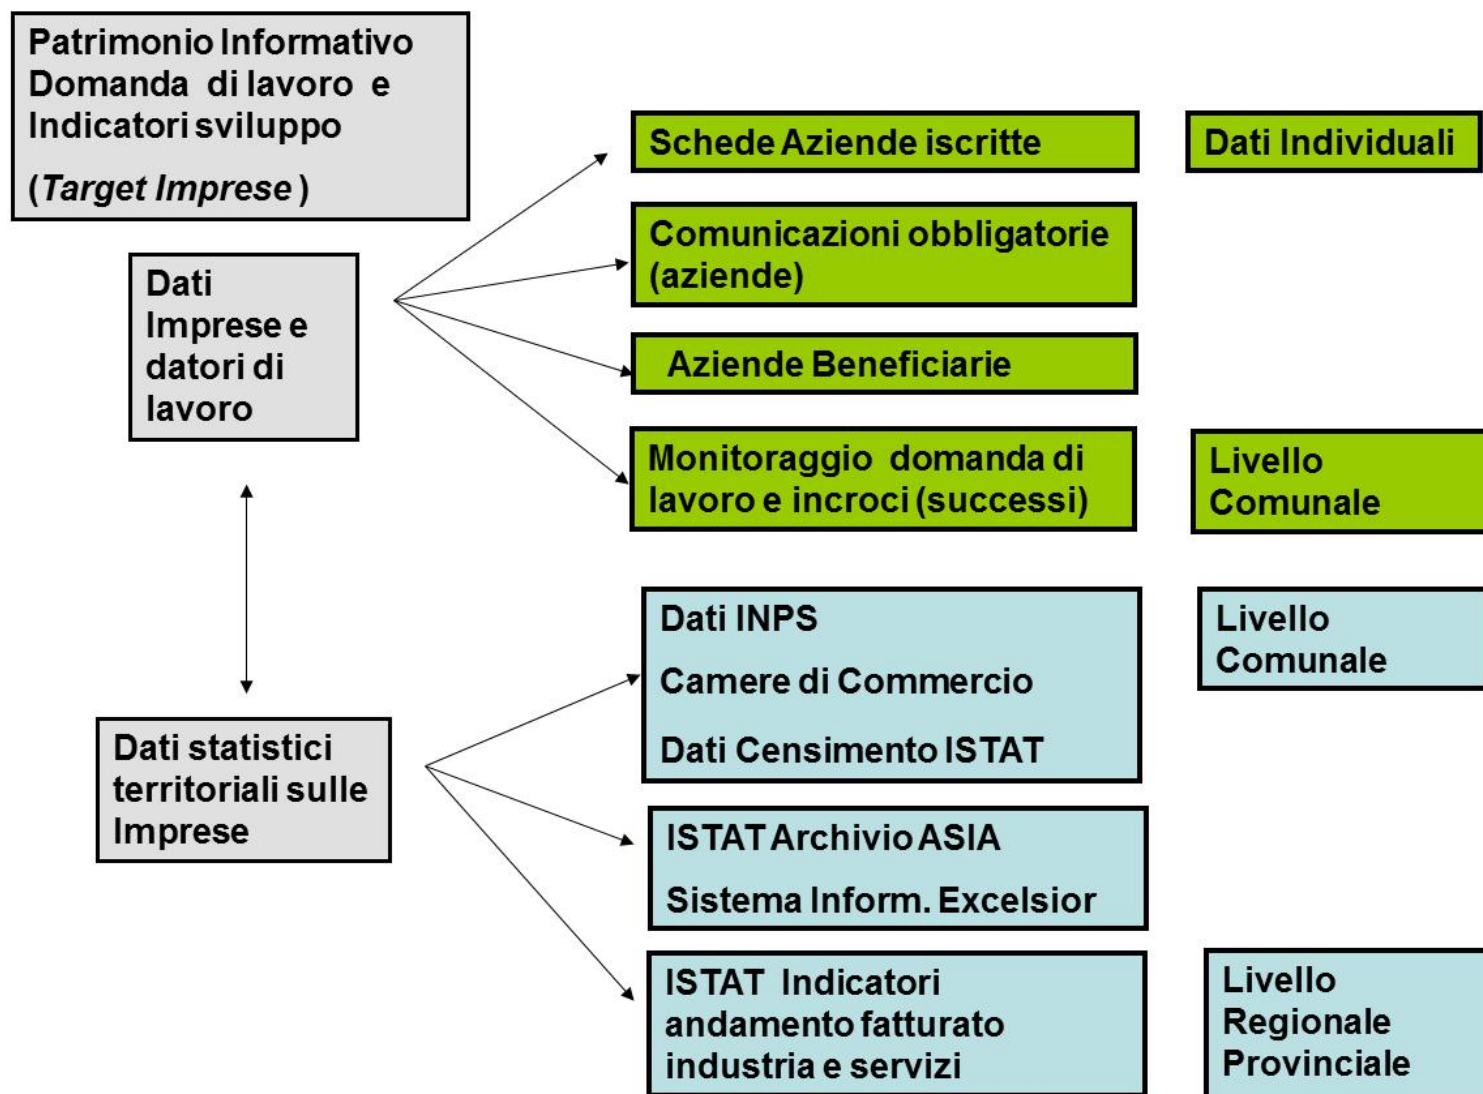 Patrimonio Informativo
Domanda di lavoro e
Indicatori sviluppo
(Target Imprese )
Dati
Imprese e
datori di
lavoro
Schede Aziende iscritte
Dati Individuali
Comunicazioni obbligatorie
(aziende)
Aziende Beneficiarie
Monitoraggio domanda di
lavoro e incroci (successi)
Livello
Comunale
Dati statistici
territoriali sulle
Imprese
Dati INPS
Camere di Commercio
Dati Censimento ISTAT
Livello
Comunale
ISTAT Archivio ASIA
Sistema Inform. Excelsior
ISTAT Indicatori
andamento fatturato
industria e servizi
Livello
Regionale
Provinciale